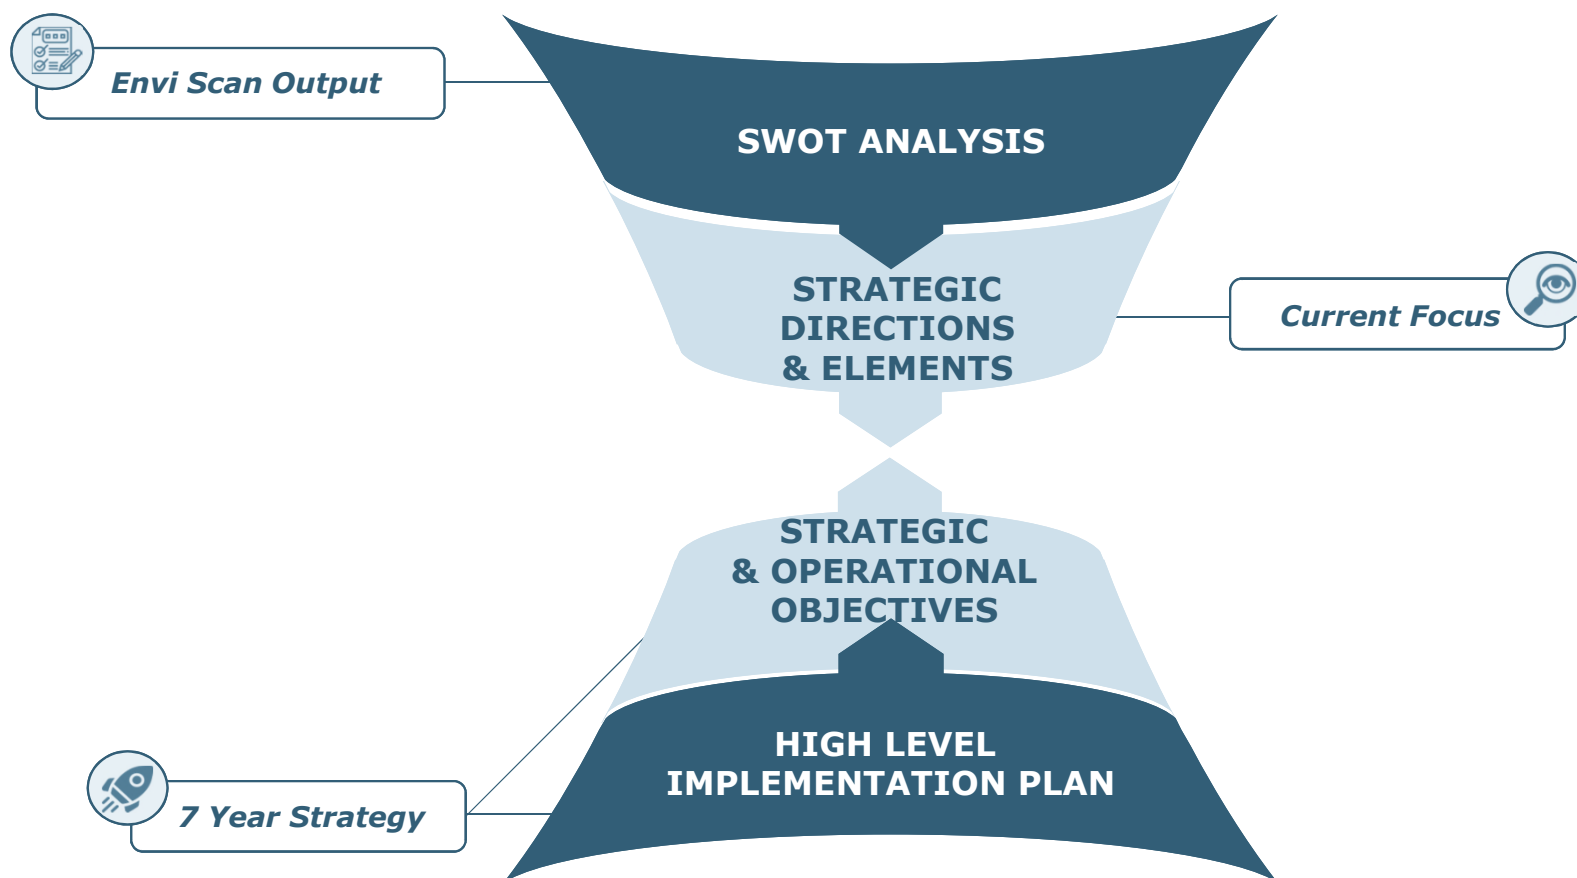 Envi Scan Output
SWOT ANALYSIS
STRATEGIC
DIRECTIONS
& ELEMENTS
Current Focus
STRATEGIC
& OPERATIONAL
OBJECTIVES
HIGH LEVEL
IMPLEMENTATION PLAN
7 Year Strategy